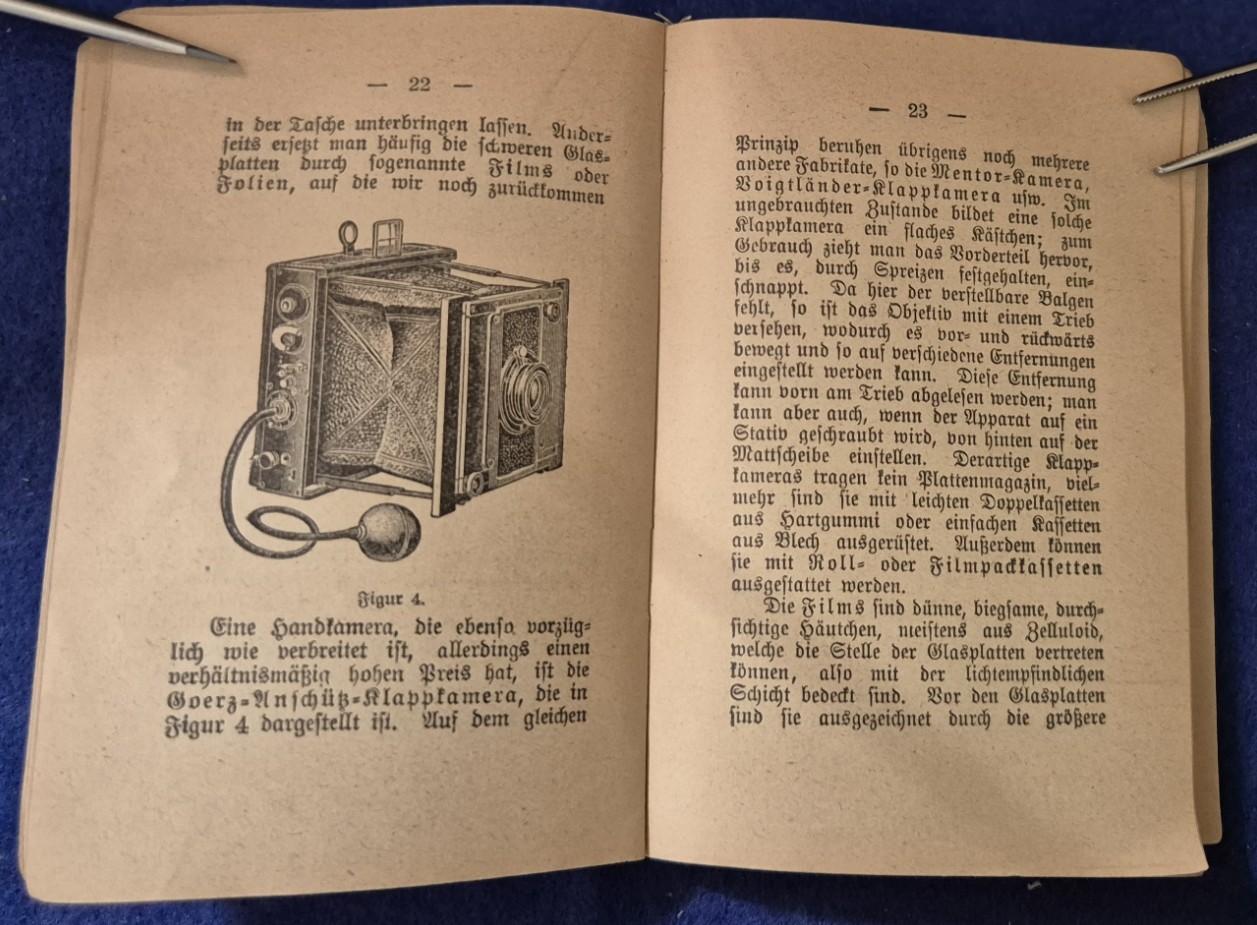 — 22 —
in der Tasche unterbringen lassen. Ander=
seits ersetzt man häufig die schweren Glas=
platten durch sogenannte Films oder
Folien, auf die wir noch zurückkommen
Figur 4.
Eine Handkamera, die ebenso vorzüg=
lich wie verbreitet ist, allerdings einen
verhältnismäßig hohen Preis hat, ist die
Goerz=Anschütz=Klappkamera, die in
Figur 4 dargestellt ist. Auf dem gleichen
— 23 —
Prinzip beruhen übrigens noch mehrere
andere Fabrikate, so die Mentor=Kamera,
Voigtländer=Klappkamera usw. Im
ungebrauchten Zustande bildet eine solche
Klappkamera ein flaches Kästchen; zum
Gebrauch zieht man das Vorderteil hervor,
bis es, durch Spreizen festgehalten, ein=
schnappt. Da hier der verstellbare Balgen
fehlt, so ist das Objektiv mit einem Trieb
versehen, wodurch es vor= und rückwärts
bewegt und so auf verschiedene Entfernungen
eingestellt werden kann. Diese Entfernung
kann vorn am Trieb abgelesen werden; man
kann aber auch, wenn der Apparat auf ein
Stativ geschraubt wird, von hinten auf der
Mattscheibe einstellen. Derartige Klapp=
kameras tragen kein Plattenmagazin, viel=
mehr sind sie mit leichten Doppelkassetten
aus Hartgummi oder einfachen Kassetten
aus Blech ausgerüstet. Außerdem können
sie mit Roll= oder Filmpackkassetten
ausgestattet werden.
Die Films sind dünne, biegsame, durch=
sichtige Häutchen, meistens aus Zelluloid,
welche die Stelle der Glasplatten vertreten
können, also mit der lichtempfindlichen
Schicht bedeckt sind. Vor den Glasplatten
sind sie ausgezeichnet durch die größere